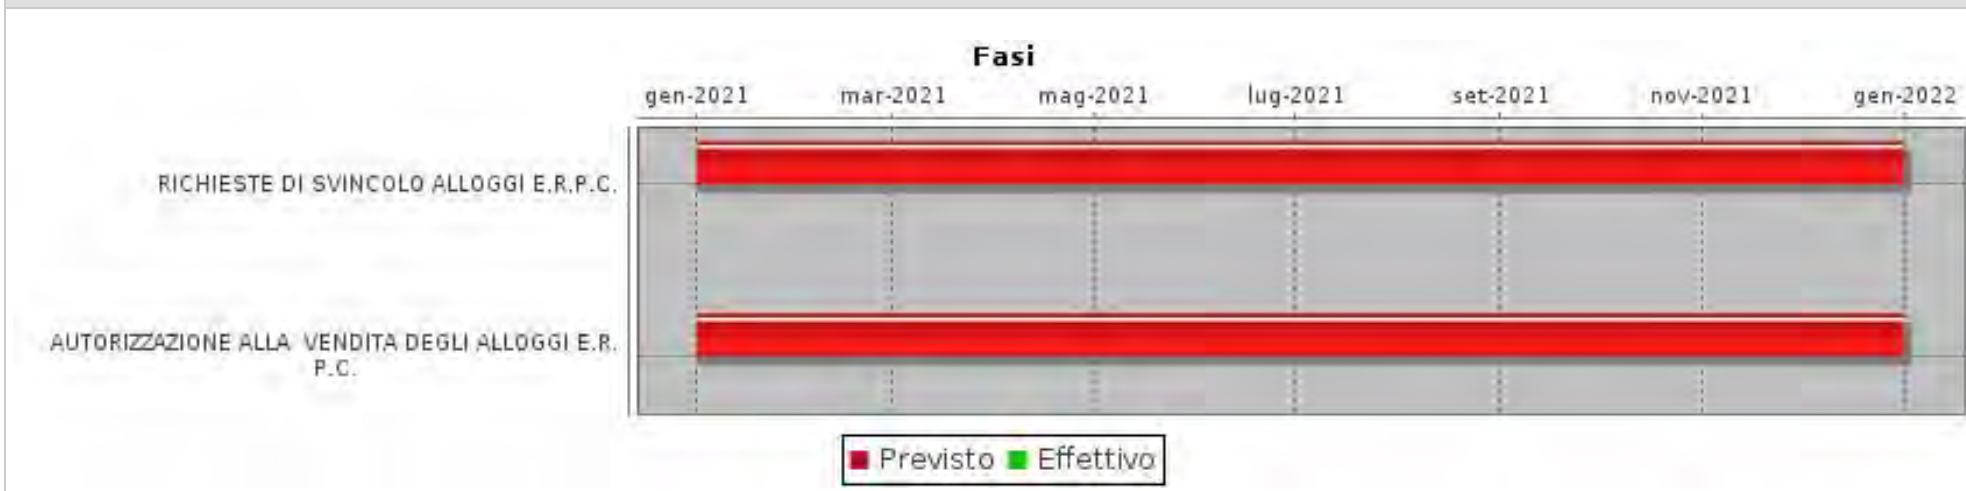 Fasi
gen-2021 mar-2021 mag-2021 lug-2021 set-2021 nov-2021 gen-2022
RICHIESTE DI SVINCOLO ALLOGGI E.R.P.C.
AUTORIZZAZIONE ALLA VENDITA DEGLI ALLOGGI E.R.
P.C.
Previsto Effettivo